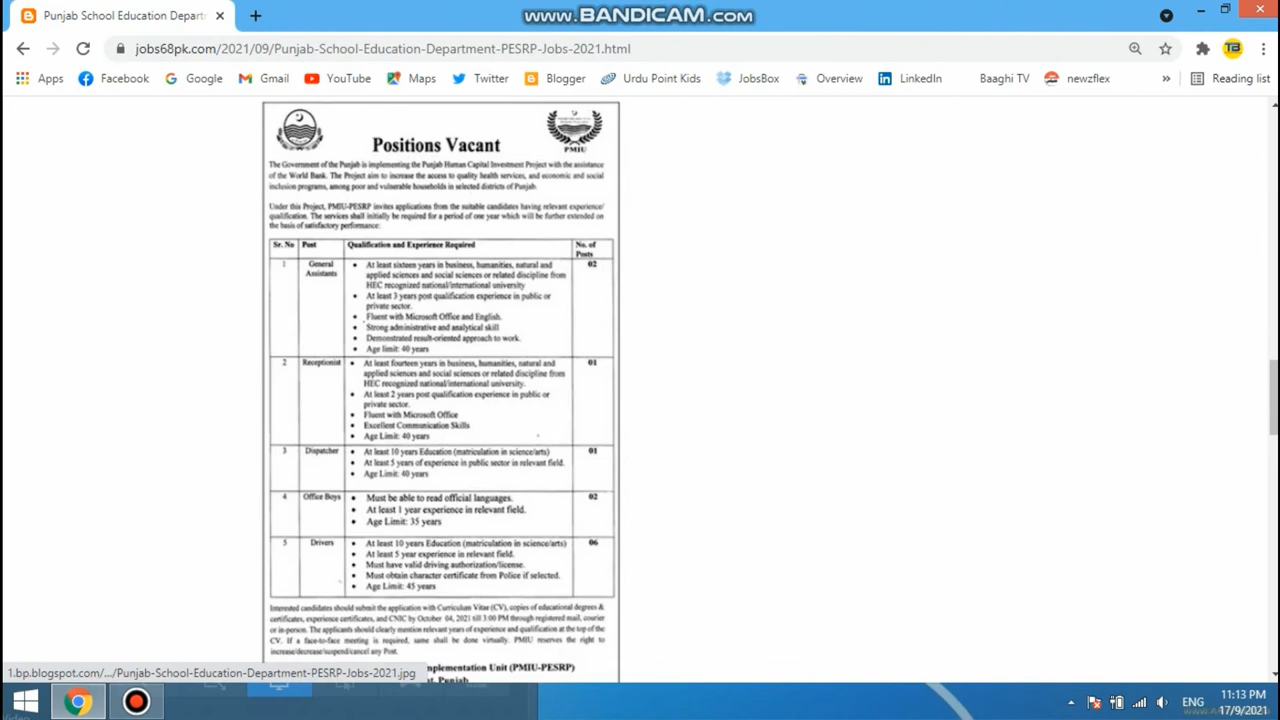 Punjab School Education Depart
www.BANDICAM.com
jobs68pk.com/2021/09/Punjab-School-Education-Department-PESRP-Jobs-2021.html
Apps Facebook Google Gmail YouTube Maps Twitter Blogger Urdu Point Kids JobsBox Overview LinkedIn Baaghi TV newzflex » Reading list
Positions Vacant
PMIU
The Government of the Punjab is implementing the Punjab Human Capital Investment Project with the assistance
of the World Bank. The Project aim to increase the access to quality health services, and economic and social
inclusion programs, among poor and vulnerable households in selected districts of Punjab.
Under this Project, PMIU-PESRP invites applications from the suitable candidates having relevant experience/
qualification. The services shall initially be required for a period of one year which will be further extended on
the basis of satisfactory performance:
Sr. No Post Qualification and Experience Required No. of Posts
1 General Assistants
• At least sixteen years in business, humanities, natural and
applied sciences and social sciences or related discipline from
HEC recognized national/international university
• At least 3 years post qualification experience in public or
private sector.
• Fluent with Microsoft Office and English.
• Strong administrative and analytical skill
• Demonstrated result-oriented approach to work.
• Age limit: 40 years
02
2 Receptionist
• At least fourteen years in business, humanities, natural and
applied sciences and social sciences or related discipline from
HEC recognized national/international university.
• At least 2 years post qualification experience in public or
private sector.
• Fluent with Microsoft Office
• Excellent Communication Skills
• Age Limit: 40 years
01
3 Dispatcher
• At least 10 years Education (matriculation in science/arts)
• At least 5 years of experience in public sector in relevant field.
• Age Limit: 40 years
01
4 Office Boys
• Must be able to read official languages.
• At least 1 year experience in relevant field.
• Age Limit: 35 years
02
5 Drivers
• At least 10 years Education (matriculation in science/arts)
• At least 5 year experience in relevant field.
• Must have valid driving authorization/license.
• Must obtain character certificate from Police if selected.
• Age Limit: 45 years
06
Interested candidates should submit the application with Curriculum Vitae (CV), copies of educational degrees &
certificates, experience certificates, and CNIC by October 04, 2021 till 3:00 PM through registered mail, courier
or in-person. The applicants should clearly mention relevant years of experience and qualification at the top of the
CV. If a face-to-face meeting is required, same shall be done virtually. PMIU reserves the right to
increase/decrease/suspend/cancel any Post.
mplementation Unit (PMIU-PESRP)
t, Punjab
1.bp.blogspot.com/.../Punjab-School-Education-Department-PESRP-Jobs-2021.jpg
ENG
11:13 PM
17/9/2021